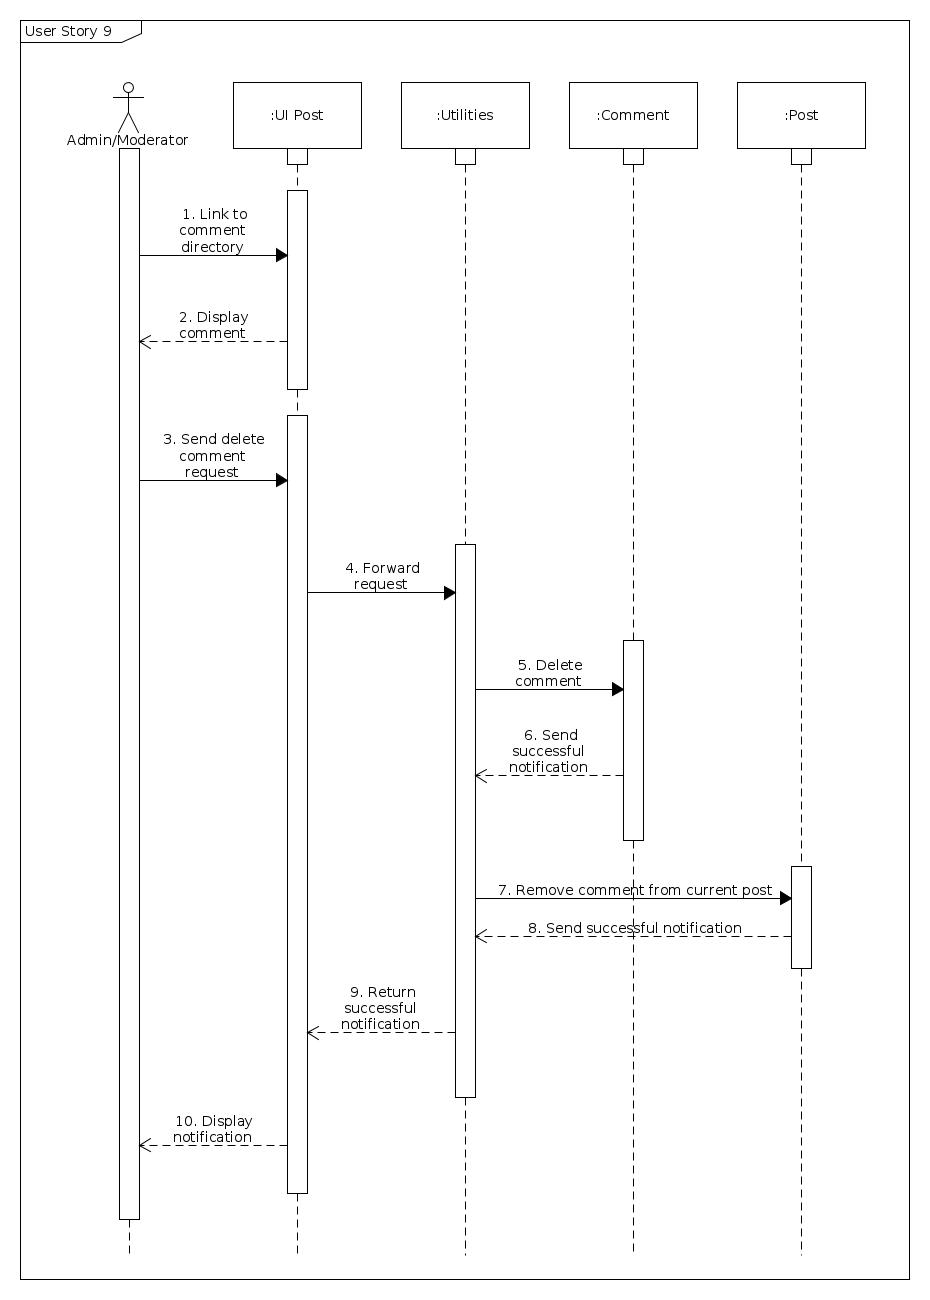 User Story 9
Admin/Moderator
:UI Post
:Utilities
:Comment
:Post
1. Link to
comment
directory
2. Display
comment
3. Send delete
comment
request
4. Forward
request
5. Delete
comment
6. Send
successful
notification
7. Remove comment from current post
8. Send successful notification
9. Return
successful
notification
10. Display
notification